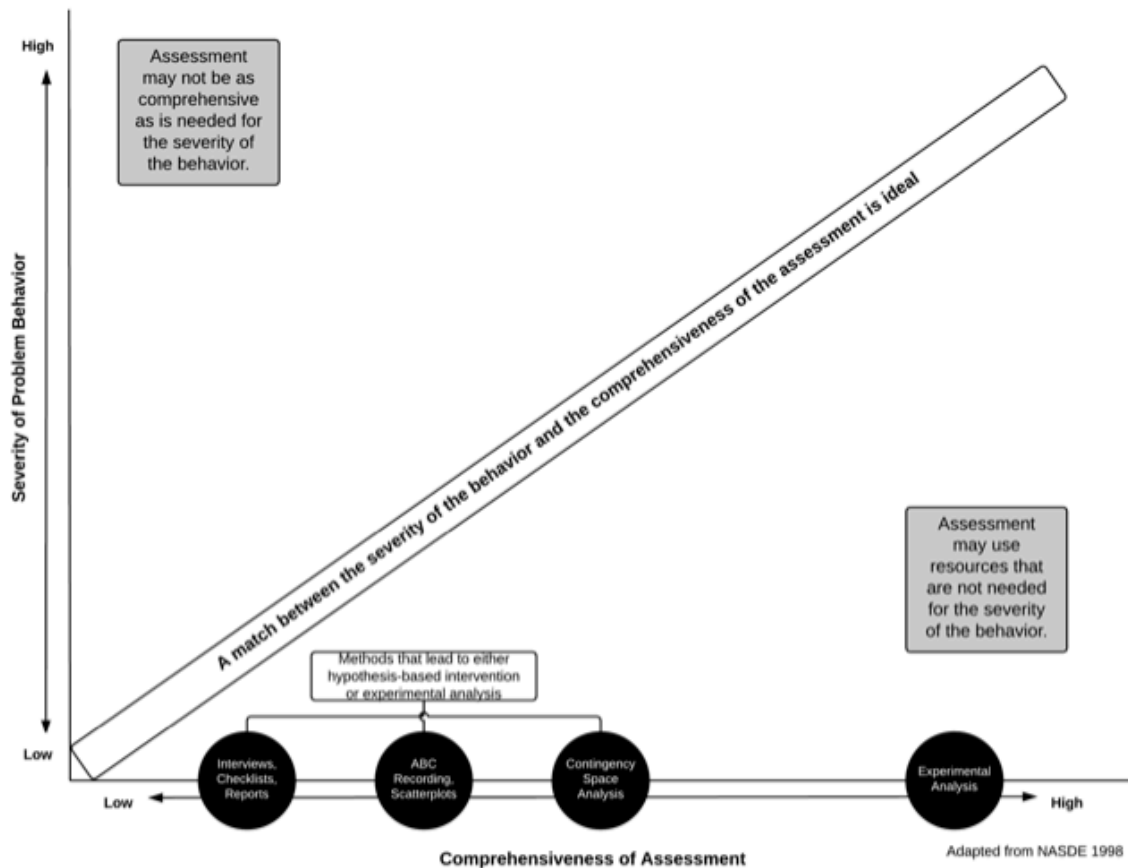 High
Assessment
may not be as
comprehensive
as is needed for
the severity of
the behavior.
Severity of Problem Behavior
A match between the severity of the behavior and the comprehensiveness of the assessment is ideal
Assessment
may use
resources that
are not needed
for the severity
of the behavior.
Methods that lead to either
hypothesis-based intervention
or experimental analysis
Low
Interviews,
Checklists,
Reports
ABC
Recording,
Scatterplots
Contingency
Space
Analysis
Experimental
Analysis
Low
High
Comprehensiveness of Assessment
Adapted from NASDE 1998